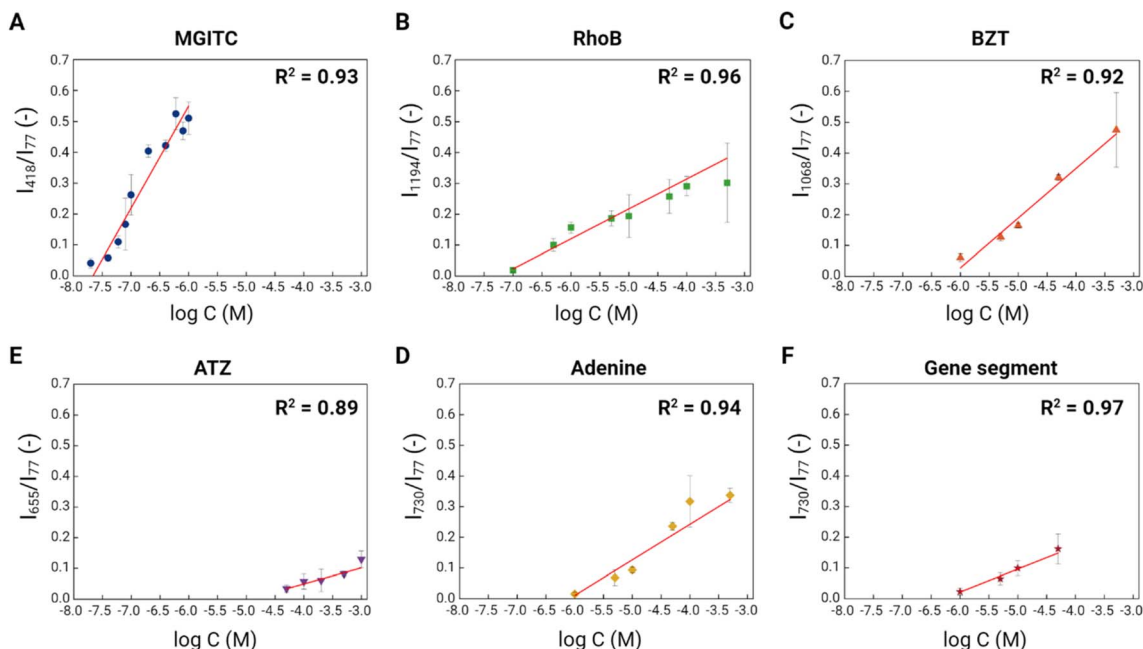 A
MGITC
R² = 0.93
I₄₁₈/I₇₇ (-)
0.7
0.6
0.5
0.4
0.3
0.2
0.1
0.0
-8.0 -7.5 -7.0 -6.5 -6.0 -5.5 -5.0 -4.5 -4.0 -3.5 -3.0
log C (M)
B
RhoB
R² = 0.96
I₁₁₉₄/I₇₇ (-)
0.7
0.6
0.5
0.4
0.3
0.2
0.1
0.0
-8.0 -7.5 -7.0 -6.5 -6.0 -5.5 -5.0 -4.5 -4.0 -3.5 -3.0
log C (M)
C
BZT
R² = 0.92
I₁₀₆₈/I₇₇ (-)
0.7
0.6
0.5
0.4
0.3
0.2
0.1
0.0
-8.0 -7.5 -7.0 -6.5 -6.0 -5.5 -5.0 -4.5 -4.0 -3.5 -3.0
log C (M)
E
ATZ
R² = 0.89
I₆₅₅/I₇₇ (-)
0.7
0.6
0.5
0.4
0.3
0.2
0.1
0.0
-8.0 -7.5 -7.0 -6.5 -6.0 -5.5 -5.0 -4.5 -4.0 -3.5 -3.0
log C (M)
D
Adenine
R² = 0.94
I₇₃₀/I₇₇ (-)
0.7
0.6
0.5
0.4
0.3
0.2
0.1
0.0
-8.0 -7.5 -7.0 -6.5 -6.0 -5.5 -5.0 -4.5 -4.0 -3.5 -3.0
log C (M)
F
Gene segment
R² = 0.97
I₇₃₀/I₇₇ (-)
0.7
0.6
0.5
0.4
0.3
0.2
0.1
0.0
-8.0 -7.5 -7.0 -6.5 -6.0 -5.5 -5.0 -4.5 -4.0 -3.5 -3.0
log C (M)